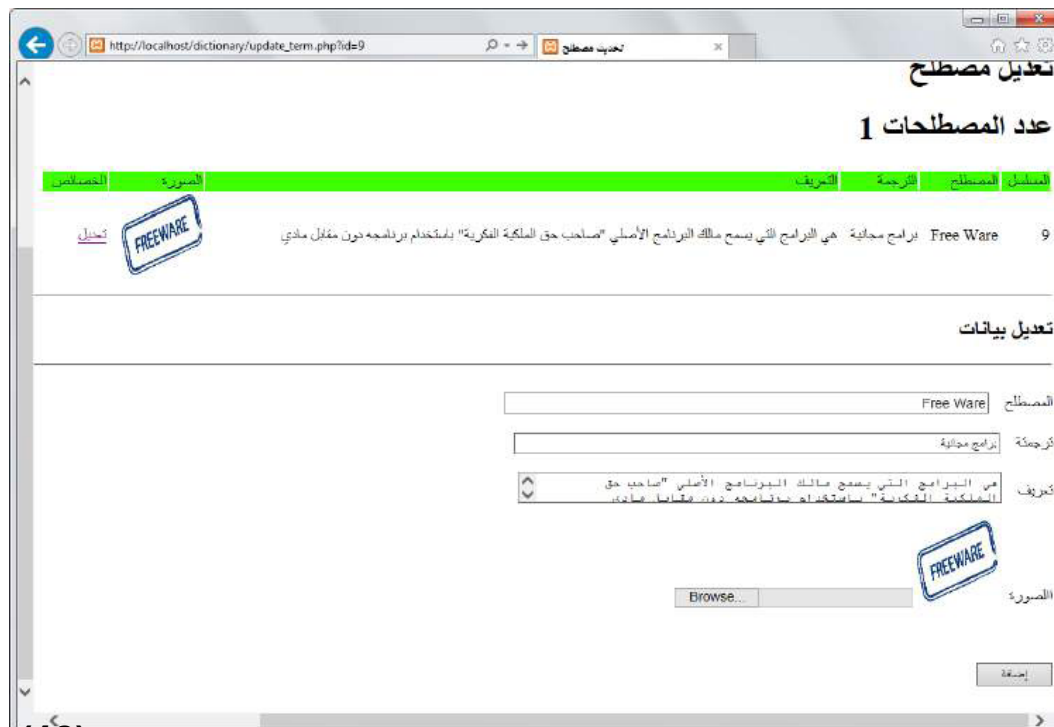 http://localhost/dictionary/update_term.php?id=9
تحديث مصطلح
تعديل مصطلح
عدد المصطلحات 1
المسلسل المصطلح الترجمة التعريف الصورة الخصائص
9 Free Ware برامج مجانية هي البرامج التي يسمح مالك البرنامج الأصلي "صاحب حق الملكية الفكرية" باستخدام برنامجه دون مقابل مادي FREEWARE تعديل
تعديل بيانات
المصطلح Free Ware
ترجمتة برامج مجانية
تعريف هي البرامج التي يسمح مالك البرنامج الأصلي "صاحب حق
الملكية الفكرية" باستخدام برنامجه دون مقابل مادي
FREEWARE
االصورة Browse...
إضافة